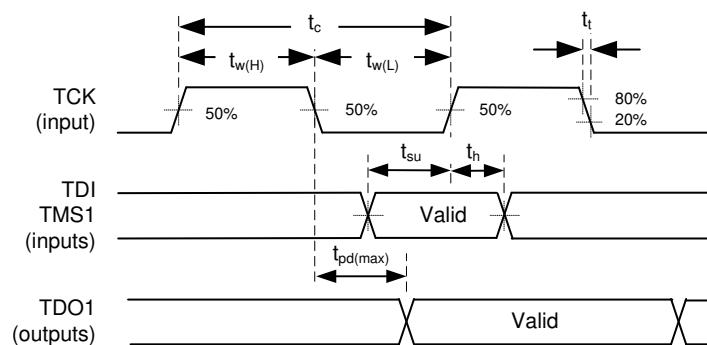 tc
tt
tw(H)
tw(L)
TCK
(input)
50%
50%
50%
80%
20%
tsu
th
TDI
TMS1
(inputs)
Valid
tpd(max)
TDO1
(outputs)
Valid